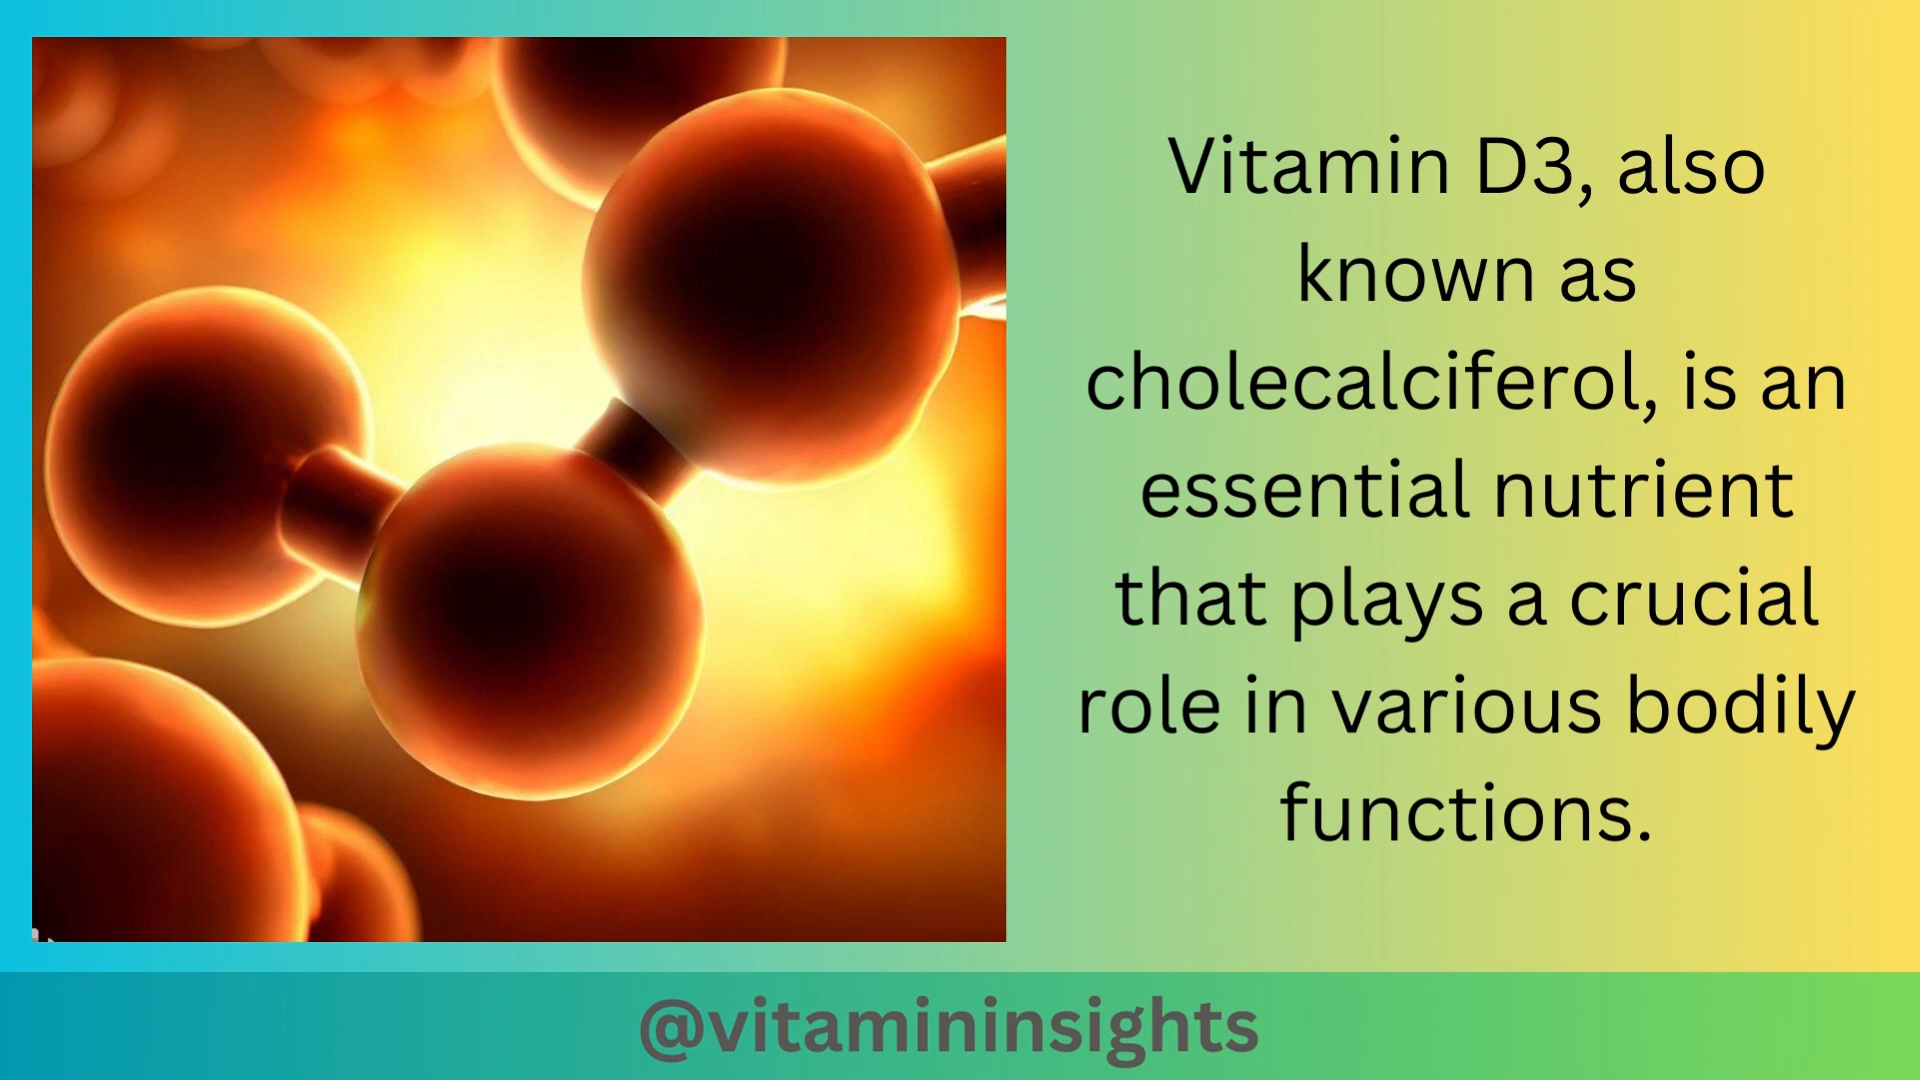 Vitamin D3, also
known as
cholecalciferol, is an
essential nutrient
that plays a crucial
role in various bodily
functions.
@vitamininsights